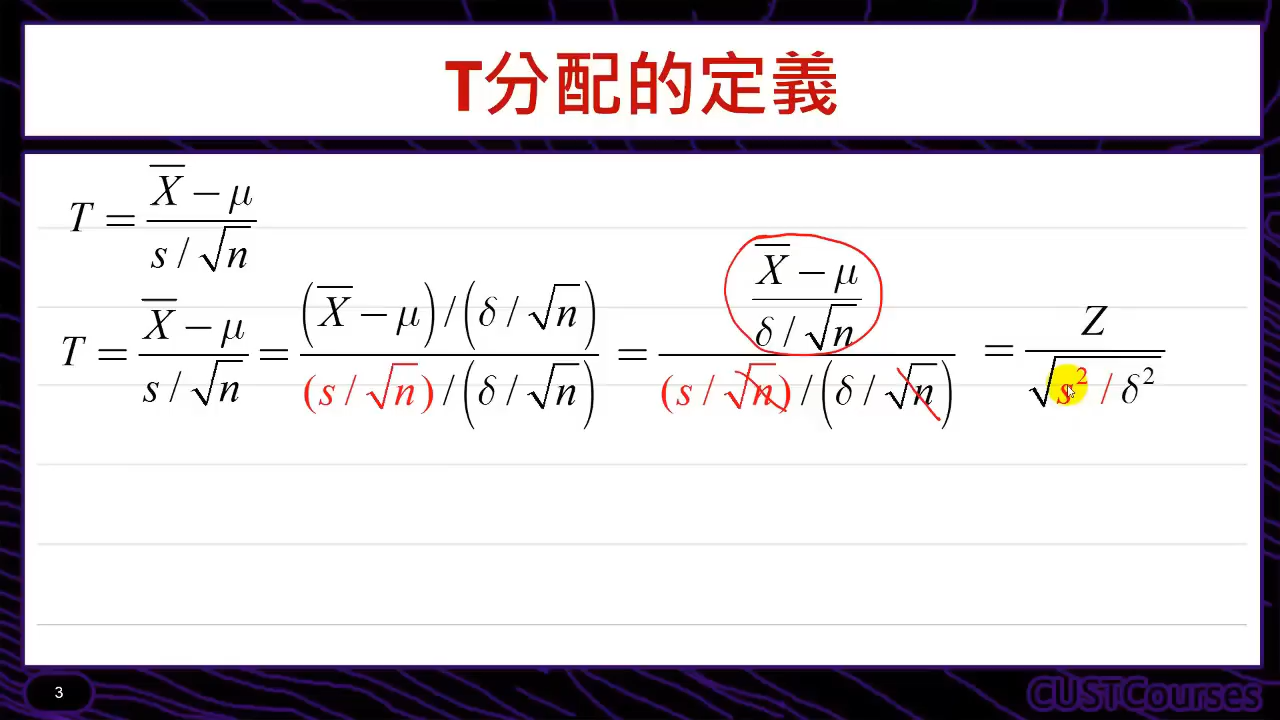 T分配的定義
T = (X̄ − μ) / (s / √n)
T = (X̄ − μ) / (s / √n) = ((X̄ − μ) / (δ / √n)) / ((s / √n) / (δ / √n)) = ((X̄ − μ) / (δ / √n)) / ((s / √n) / (δ / √n)) = Z / √(s² / δ²)
3
CUSTCourses